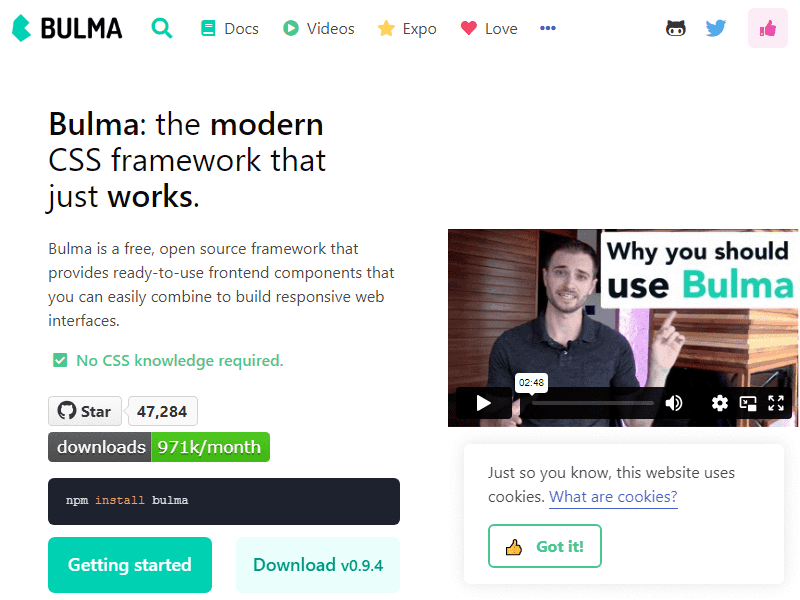 BULMA Docs Videos Expo Love
Bulma: the modern
CSS framework that
just works.
Bulma is a free, open source framework that
provides ready-to-use frontend components that
you can easily combine to build responsive web
interfaces.
No CSS knowledge required.
Star 47,284
downloads 971k/month
npm install bulma
Getting started Download v0.9.4
Why you should
use Bulma
02:48
Just so you know, this website uses
cookies. What are cookies?
Got it!